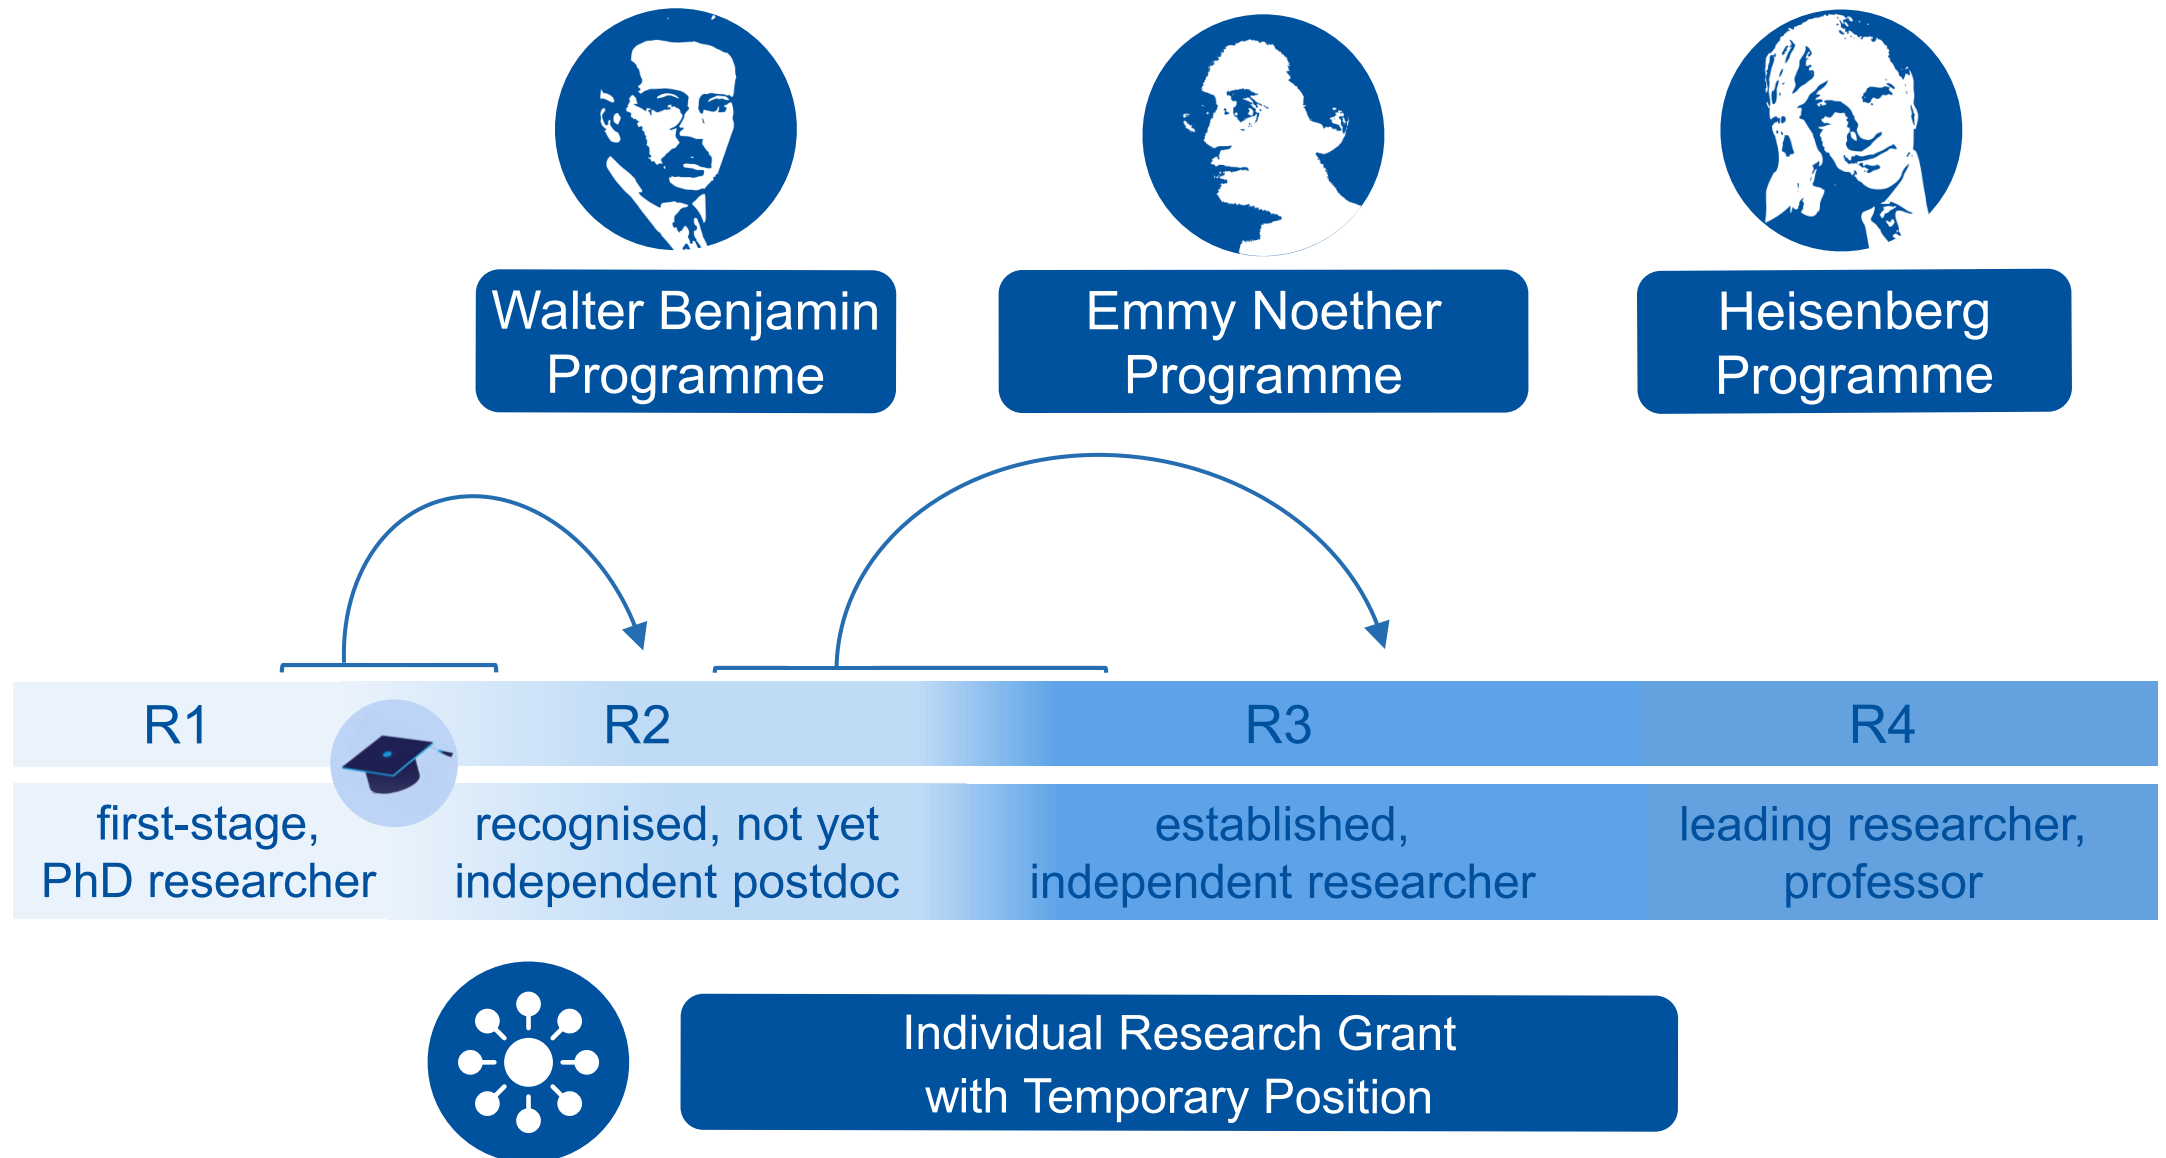 Walter Benjamin
Programme
Emmy Noether
Programme
Heisenberg
Programme
R1
R2
R3
R4
first-stage,
PhD researcher
recognised, not yet
independent postdoc
established,
independent researcher
leading researcher,
professor
Individual Research Grant
with Temporary Position